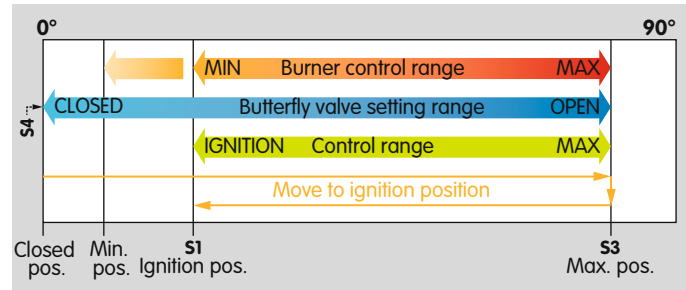 0° 90°
MIN Burner control range MAX
CLOSED Butterfly valve setting range OPEN
S4
IGNITION Control range MAX
Move to ignition position
Closed pos.
Min. pos.
S1
Ignition pos.
S3
Max. pos.